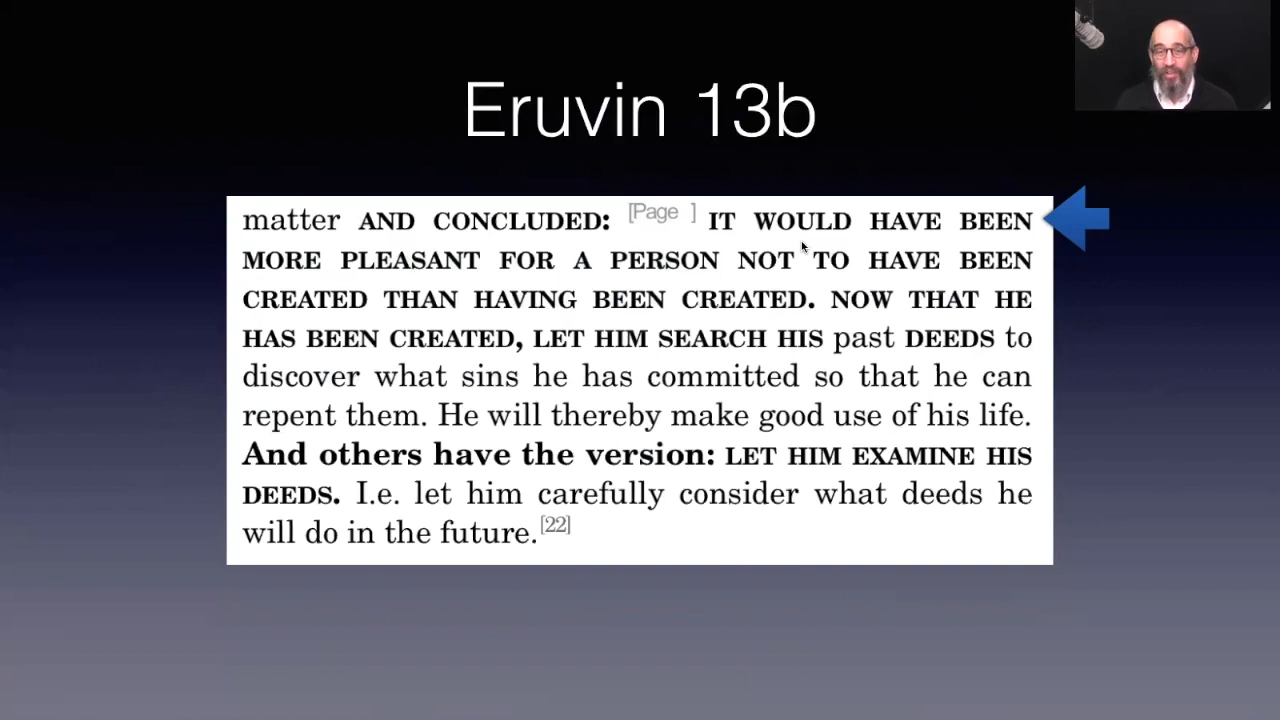 Eruvin 13b
matter AND CONCLUDED: [Page ] IT WOULD HAVE BEEN
MORE PLEASANT FOR A PERSON NOT TO HAVE BEEN
CREATED THAN HAVING BEEN CREATED. NOW THAT HE
HAS BEEN CREATED, LET HIM SEARCH HIS past DEEDS to
discover what sins he has committed so that he can
repent them. He will thereby make good use of his life.
And others have the version: LET HIM EXAMINE HIS
DEEDS. I.e. let him carefully consider what deeds he
will do in the future.[22]